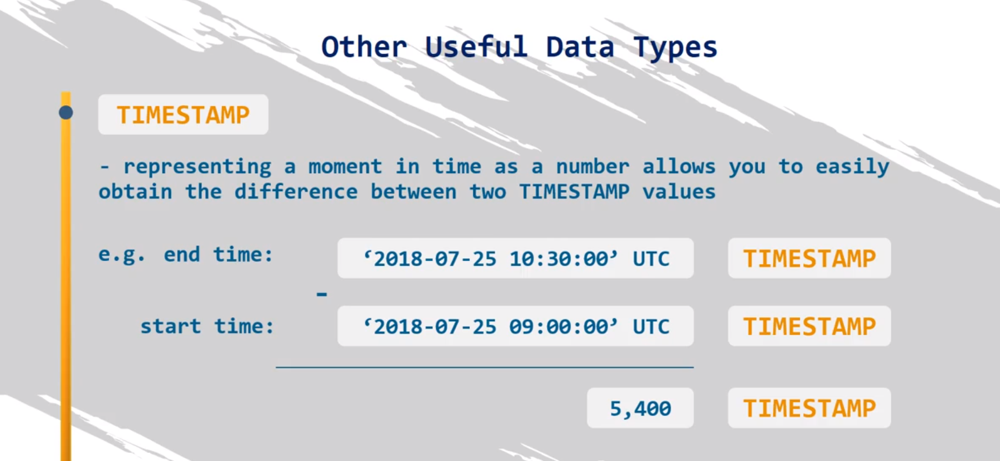 Other Useful Data Types
TIMESTAMP
- representing a moment in time as a number allows you to easily
obtain the difference between two TIMESTAMP values
e.g. end time: ‘2018-07-25 10:30:00’ UTC TIMESTAMP
-
start time: ‘2018-07-25 09:00:00’ UTC TIMESTAMP
5,400 TIMESTAMP